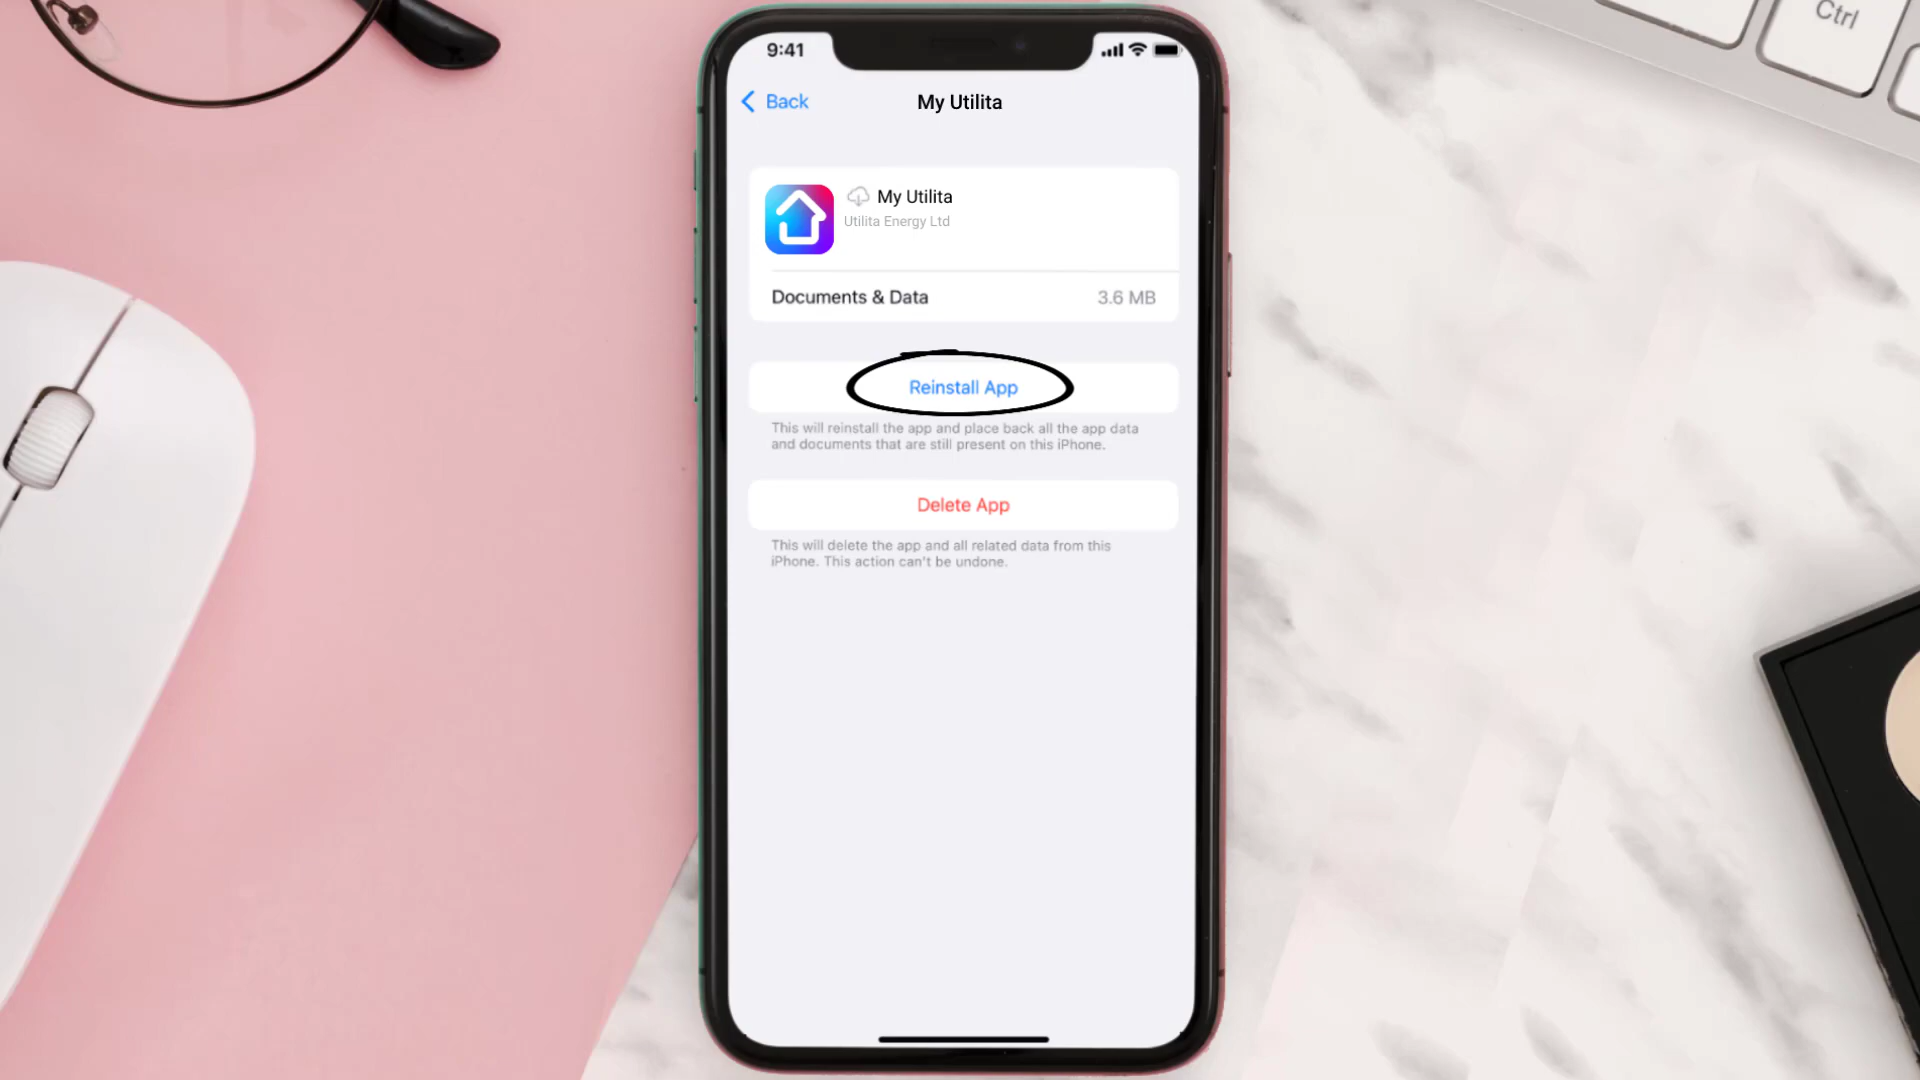 Ctrl
9:41
Back
My Utilita
My Utilita
Utilita Energy Ltd
Documents & Data 3.6 MB
Reinstall App
This will reinstall the app and place back all the app data
and documents that are still present on this iPhone.
Delete App
This will delete the app and all related data from this
iPhone. This action can't be undone.